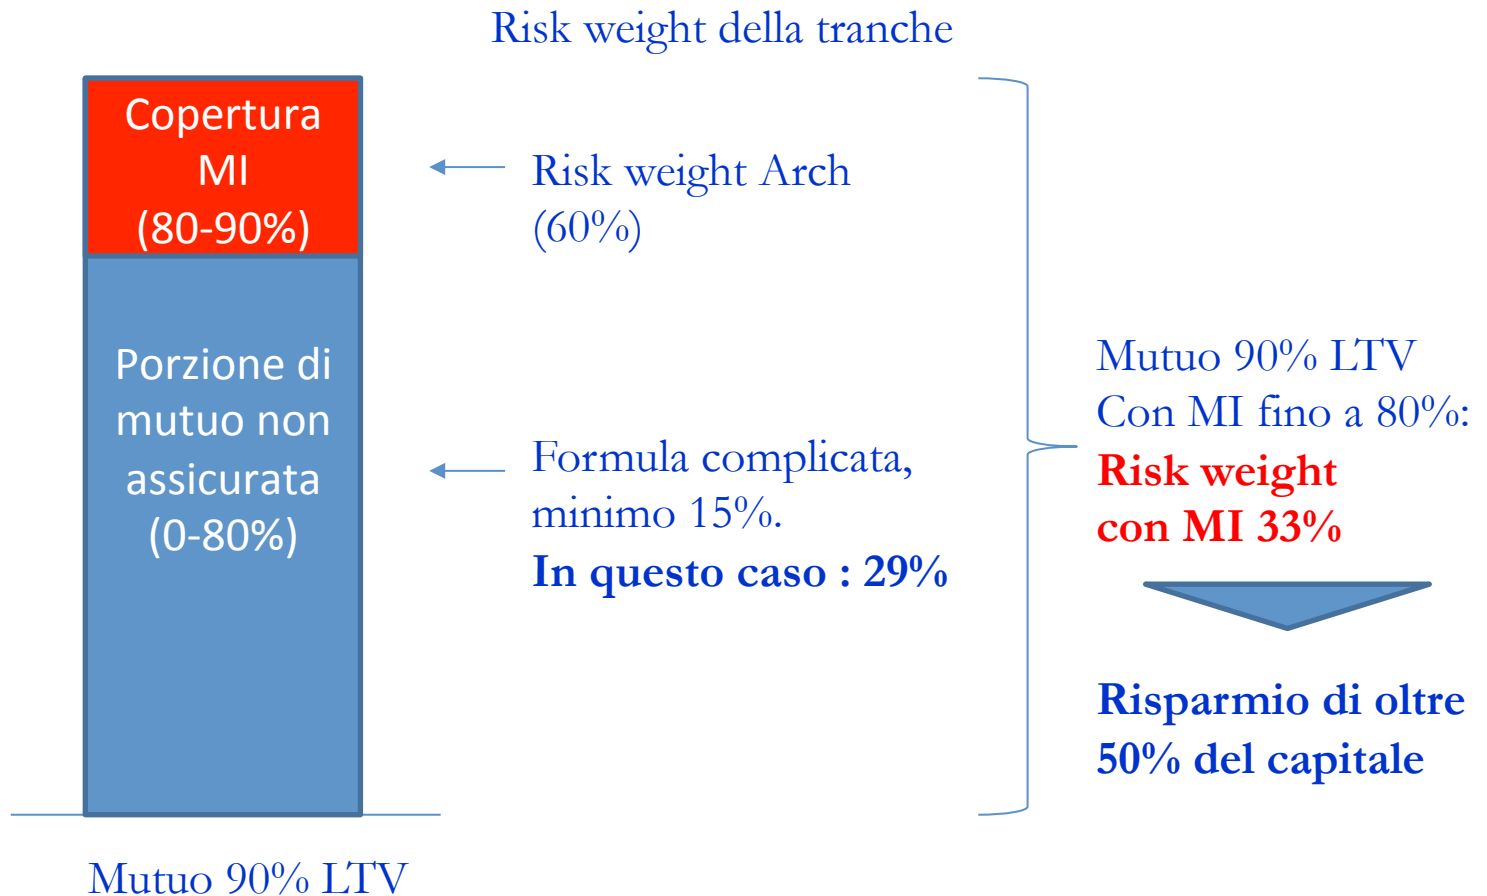 Risk weight della tranche
Copertura
MI
(80-90%)
Risk weight Arch
(60%)
Porzione di
mutuo non
assicurata
(0-80%)
Formula complicata,
minimo 15%.
In questo caso : 29%
Mutuo 90% LTV
Con MI fino a 80%:
Risk weight
con MI 33%
Risparmio di oltre
50% del capitale
Mutuo 90% LTV